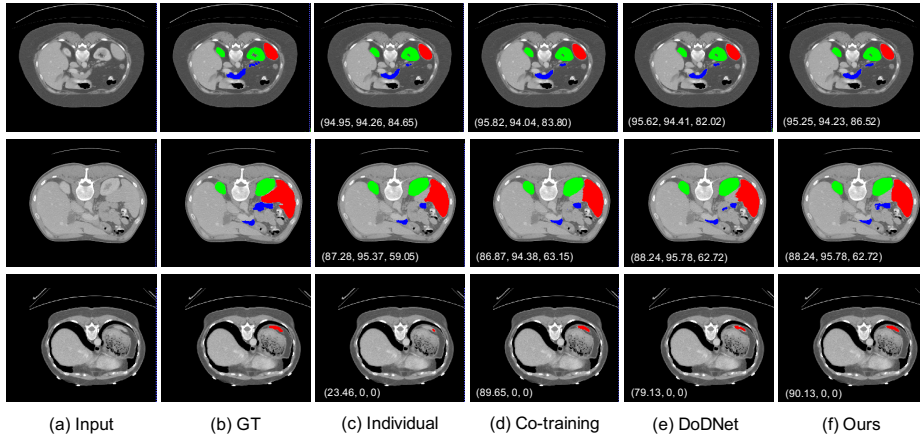 (94.95, 94.26, 84.65)
(95.82, 94.04, 83.80)
(95.62, 94.41, 82.02)
(95.25, 94.23, 86.52)
(87.28, 95.37, 59.05)
(86.87, 94.38, 63.15)
(88.24, 95.78, 62.72)
(88.24, 95.78, 62.72)
(23.46, 0, 0)
(89.65, 0, 0)
(79.13, 0, 0)
(90.13, 0, 0)
(a) Input
(b) GT
(c) Individual
(d) Co-training
(e) DoDNet
(f) Ours